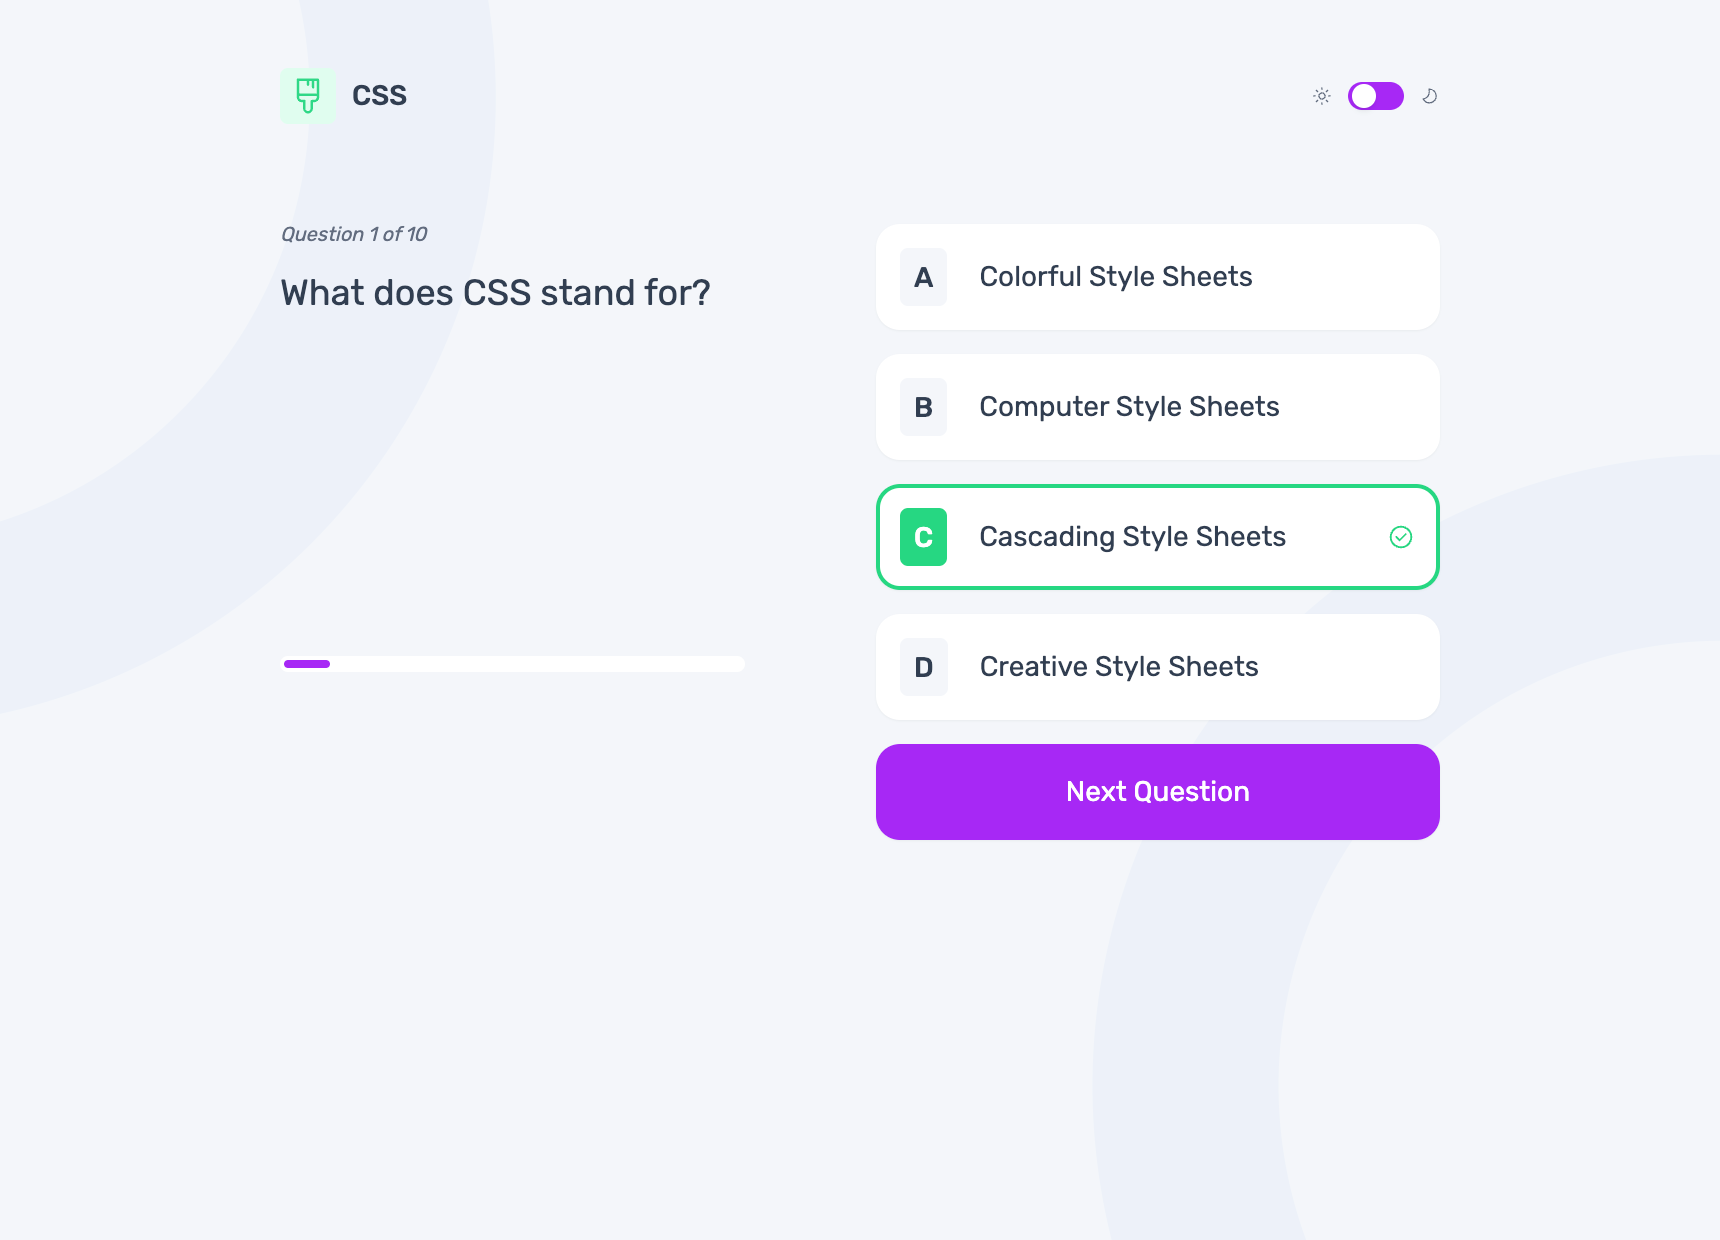 CSS
Question 1 of 10
What does CSS stand for?
A Colorful Style Sheets
B Computer Style Sheets
C Cascading Style Sheets
D Creative Style Sheets
Next Question